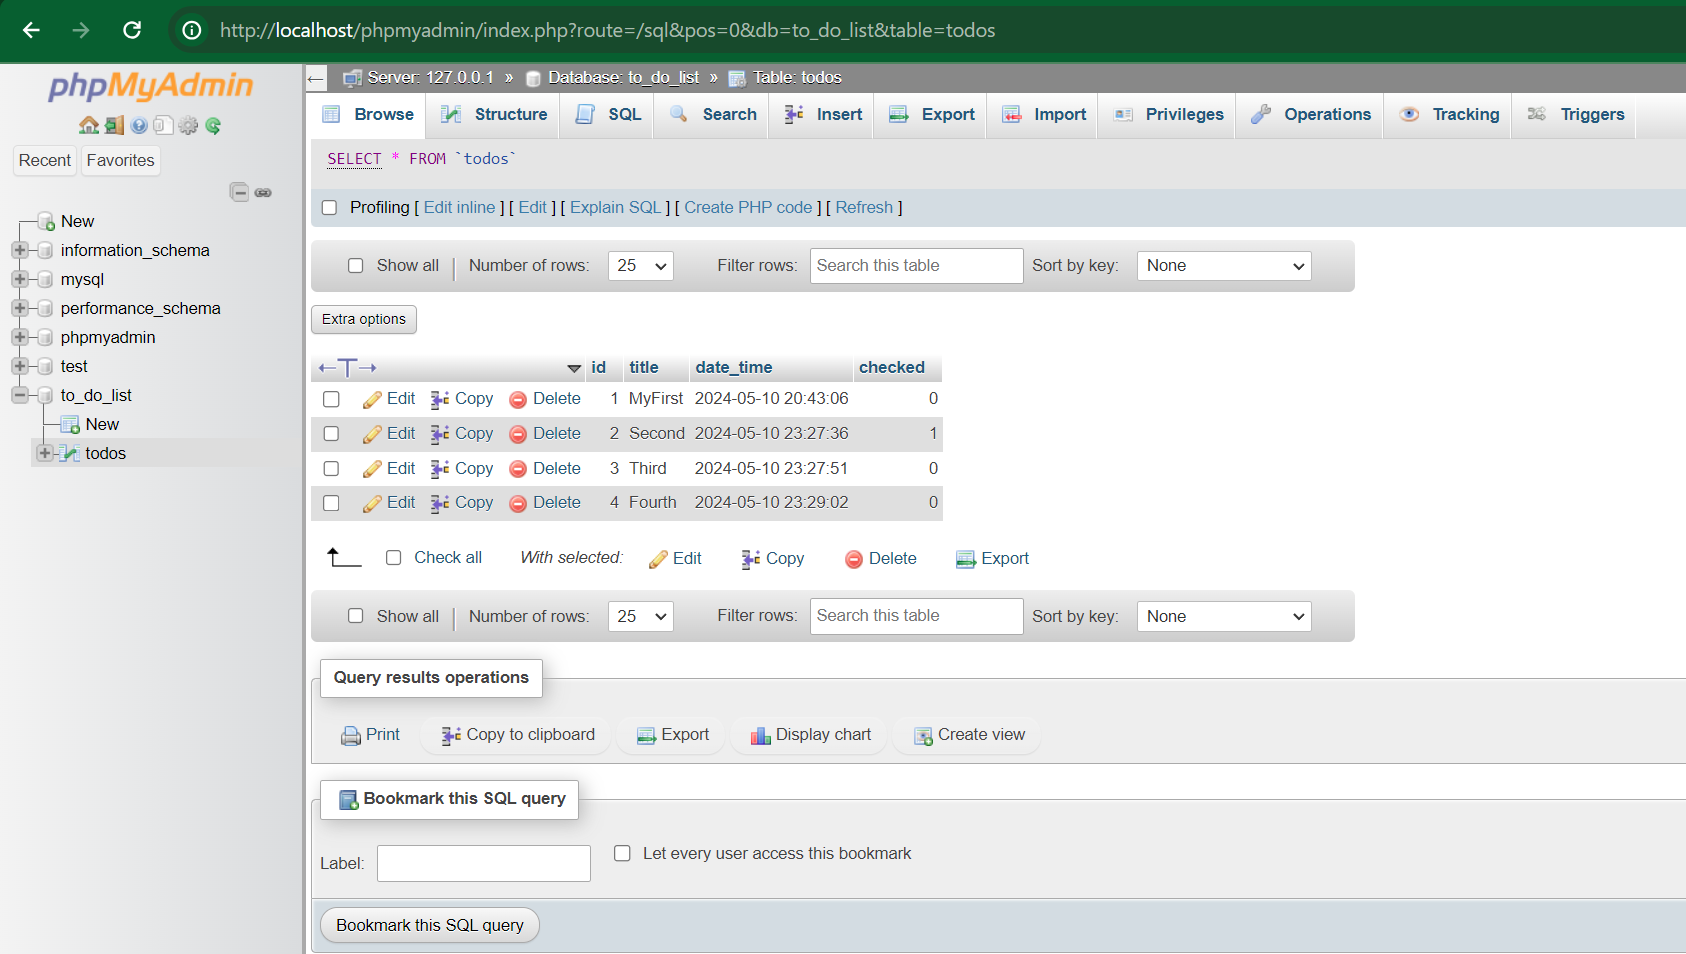 http://localhost/phpmyadmin/index.php?route=/sql&pos=0&db=to_do_list&table=todos
phpMyAdmin
Recent Favorites
New
information_schema
mysql
performance_schema
phpmyadmin
test
to_do_list
New
todos
Server: 127.0.0.1 » Database: to_do_list » Table: todos
Browse Structure SQL Search Insert Export Import Privileges Operations Tracking Triggers
SELECT * FROM `todos`
Profiling [ Edit inline ] [ Edit ] [ Explain SQL ] [ Create PHP code ] [ Refresh ]
Show all Number of rows: 25 Filter rows: Search this table Sort by key: None
Extra options
←T→ id title date_time checked
Edit Copy Delete 1 MyFirst 2024-05-10 20:43:06 0
Edit Copy Delete 2 Second 2024-05-10 23:27:36 1
Edit Copy Delete 3 Third 2024-05-10 23:27:51 0
Edit Copy Delete 4 Fourth 2024-05-10 23:29:02 0
Check all With selected: Edit Copy Delete Export
Show all Number of rows: 25 Filter rows: Search this table Sort by key: None
Query results operations
Print Copy to clipboard Export Display chart Create view
Bookmark this SQL query
Label: Let every user access this bookmark
Bookmark this SQL query